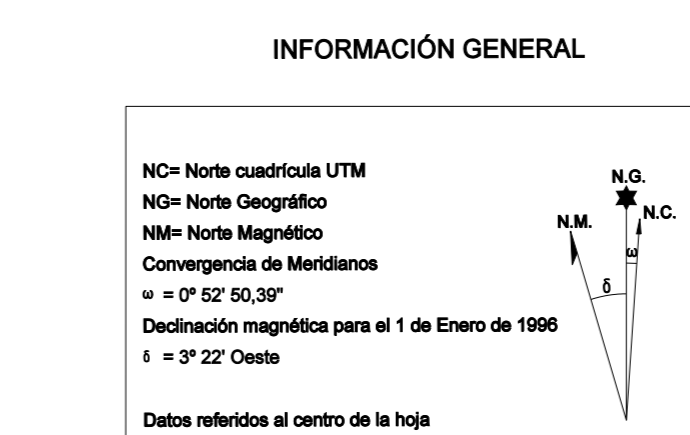 INFORMACIÓN GENERAL
NC= Norte cuadrícula UTM
NG= Norte Geográfico
NM= Norte Magnético
Convergencia de Meridianos
ω = 0º 52' 50,39"
Declinación magnética para el 1 de Enero de 1996
δ = 3º 22' Oeste
Datos referidos al centro de la hoja
N.G.
N.M.
N.C.
ω
δ